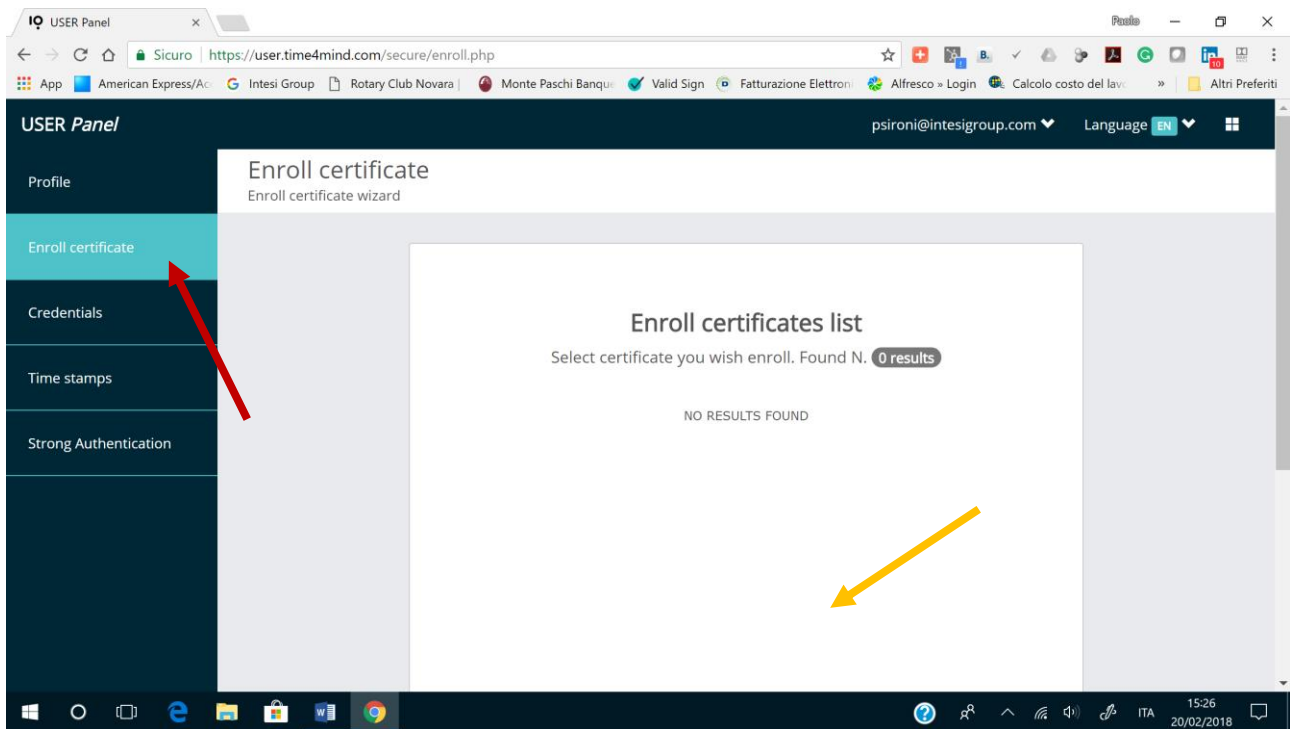 USER Panel
Paolo
Sicuro https://user.time4mind.com/secure/enroll.php
App American Express/Acc Intesi Group Rotary Club Novara | Monte Paschi Banque Valid Sign Fatturazione Elettroni Alfresco » Login Calcolo costo del lavo » Altri Preferiti
USER Panel
psironi@intesigroup.com Language EN
Profile
Enroll certificate
Enroll certificate wizard
Enroll certificate
Credentials
Time stamps
Strong Authentication
Enroll certificates list
Select certificate you wish enroll. Found N. 0 results
NO RESULTS FOUND
ITA
15:26
20/02/2018